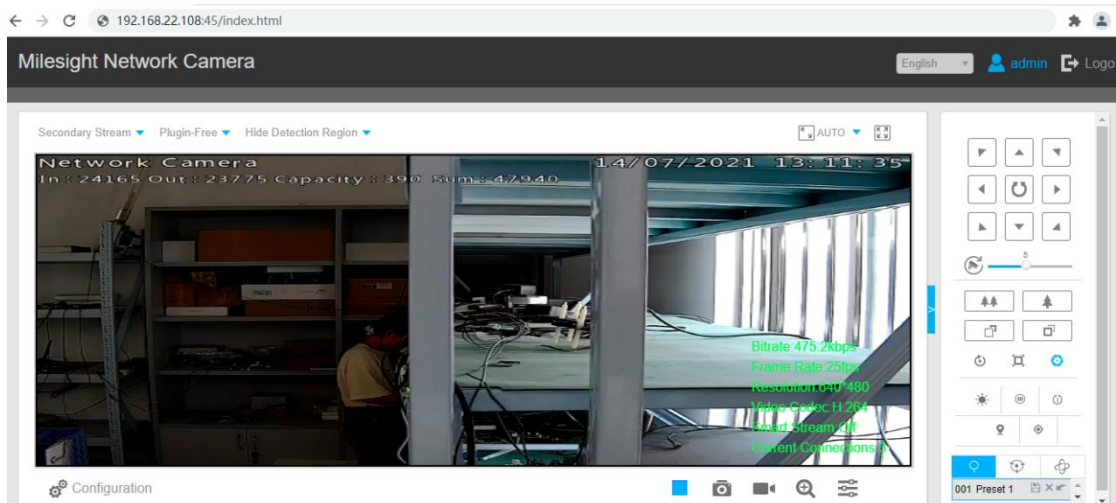 192.168.22.108:45/index.html
Milesight Network Camera
English admin Logo
Secondary Stream Plugin-Free Hide Detection Region AUTO
Network Camera 14/07/2021 13:11:35
In : 24165 Out : 23775 Capacity : 390 Sum : 47940
5
Bitrate:475.2kbps
Frame Rate:25fps
Resolution:640*480
Video Codec:H.264
Smart Stream:Off
Current Connections:3
Configuration
001 Preset 1